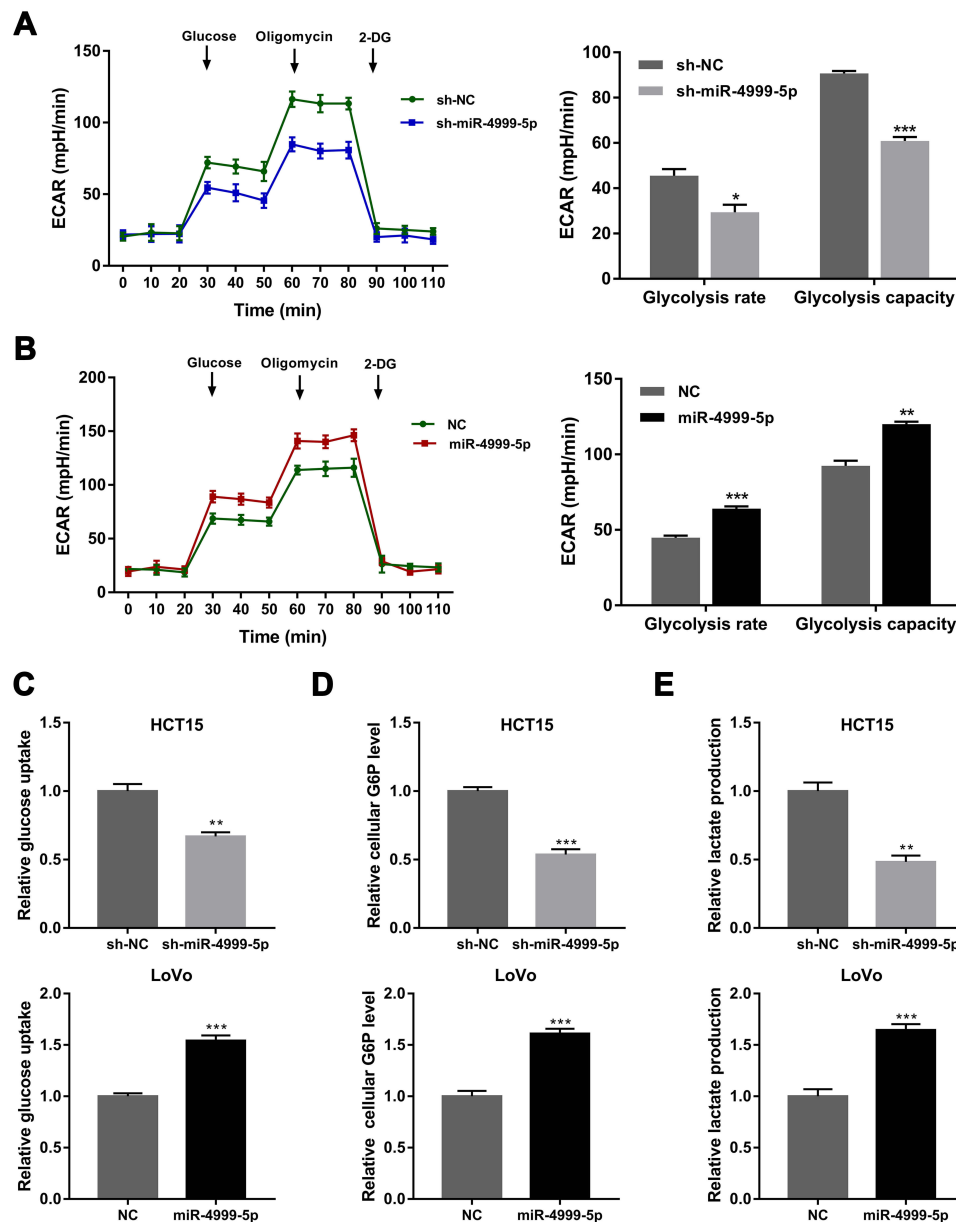 A
Glucose Oligomycin 2-DG
ECAR (mpH/min)
150
100
50
0
sh-NC
sh-miR-4999-5p
0 10 20 30 40 50 60 70 80 90 100 110
Time (min)
ECAR (mpH/min)
100
80
60
40
20
0
sh-NC
sh-miR-4999-5p
*
***
Glycolysis rate Glycolysis capacity
B
Glucose Oligomycin 2-DG
ECAR (mpH/min)
200
150
100
50
0
NC
miR-4999-5p
0 10 20 30 40 50 60 70 80 90 100 110
Time (min)
ECAR (mpH/min)
150
100
50
0
NC
miR-4999-5p
***
**
Glycolysis rate Glycolysis capacity
C
HCT15
Relative glucose uptake
1.5
1.0
0.5
0.0
**
sh-NC sh-miR-4999-5p
LoVo
Relative glucose uptake
2.0
1.5
1.0
0.5
0.0
***
NC miR-4999-5p
D
HCT15
Relative cellular G6P level
1.5
1.0
0.5
0.0
***
sh-NC sh-miR-4999-5p
LoVo
Relative cellular G6P level
2.0
1.5
1.0
0.5
0.0
***
NC miR-4999-5p
E
HCT15
Relative lactate production
1.5
1.0
0.5
0.0
**
sh-NC sh-miR-4999-5p
LoVo
Relative lactate production
2.0
1.5
1.0
0.5
0.0
***
NC miR-4999-5p